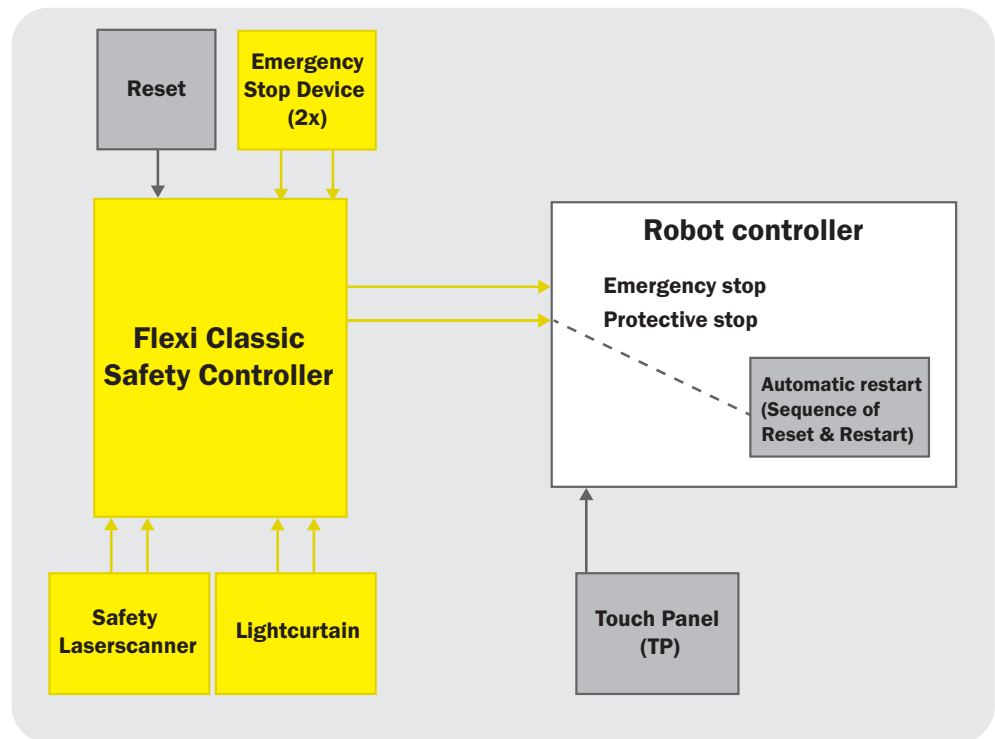 Reset
Emergency
Stop Device
(2x)
Flexi Classic
Safety Controller
Robot controller
Emergency stop
Protective stop
Automatic restart
(Sequence of
Reset & Restart)
Safety
Laserscanner
Lightcurtain
Touch Panel
(TP)